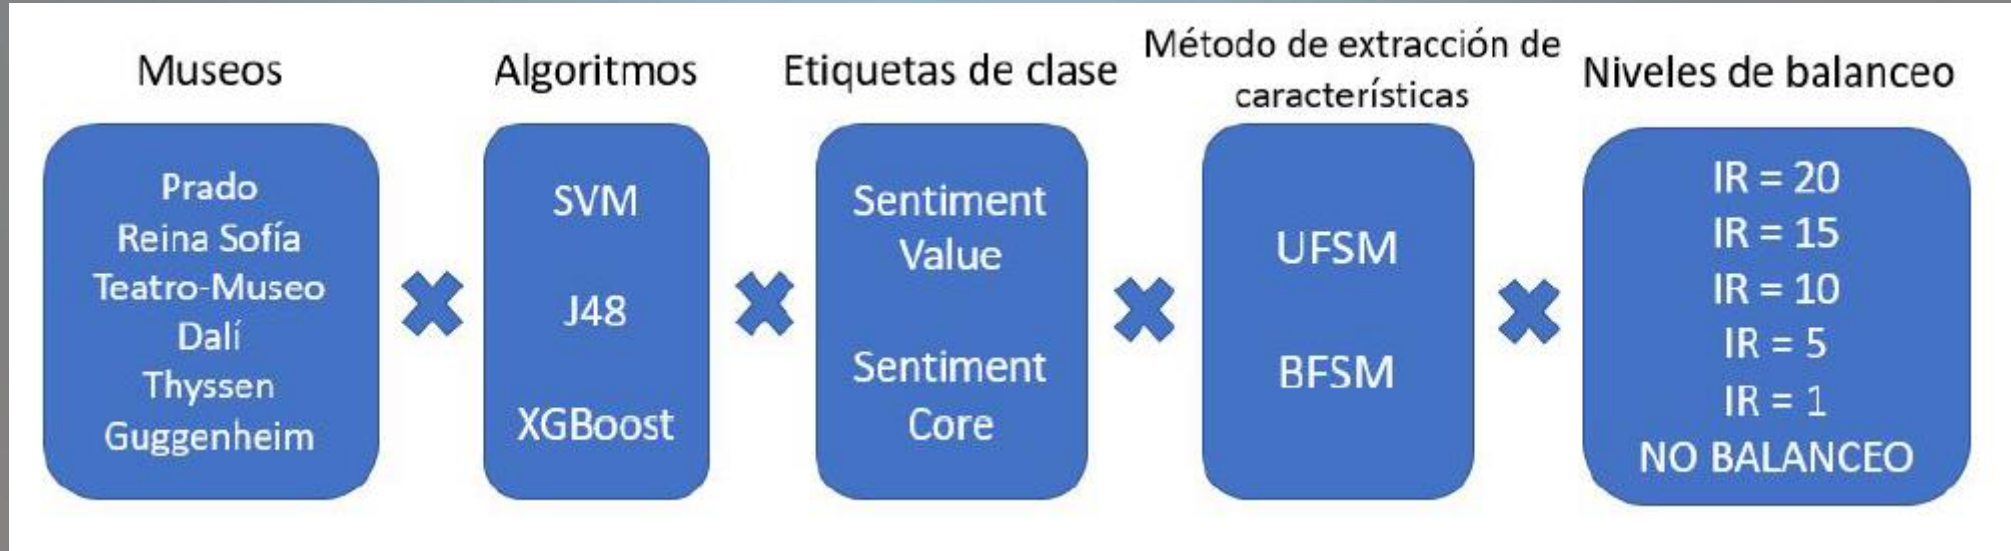 Museos
Prado
Reina Sofía
Teatro-Museo
Dalí
Thyssen
Guggenheim
Algoritmos
SVM
J48
XGBoost
Etiquetas de clase
Sentiment
Value
Sentiment
Core
Método de extracción de
característícas
UFSM
BFSM
Niveles de balanceo
IR = 20
IR = 15
IR = 10
IR = 5
IR = 1
NO BALANCEO